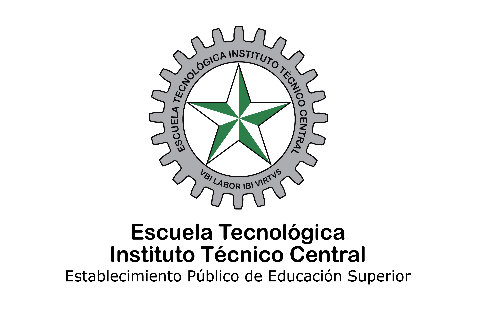 ESCUELA TECNOLÓGICA INSTITUTO TÉCNICO CENTRAL
VBI LABOR IBI VIRTVS
Escuela Tecnológica
Instituto Técnico Central
Establecimiento Público de Educación Superior